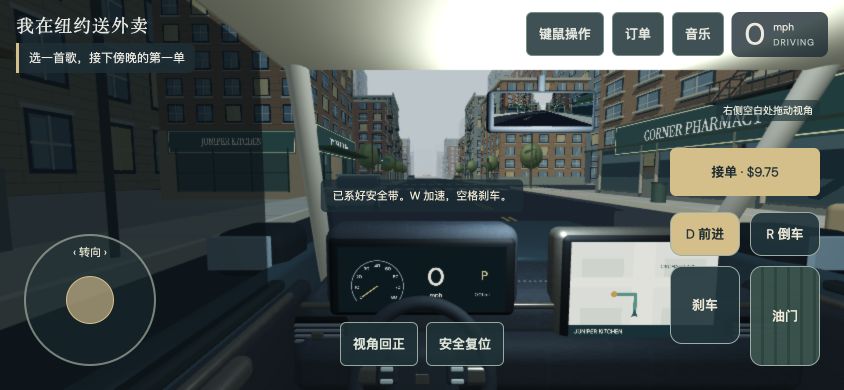 我在纽约送外卖
选一首歌，接下傍晚的第一单
键鼠操作
订单
音乐
0 mph
DRIVING
右侧空白处拖动视角
JUNIPER KITCHEN
CORNER PHARMACY
接单 · $9.75
已系好安全带。W 加速，空格刹车。
‹ 转向 ›
D 前进
R 倒车
0
mph
P
刹车
油门
JUNIPER KITCHEN
视角回正
安全复位